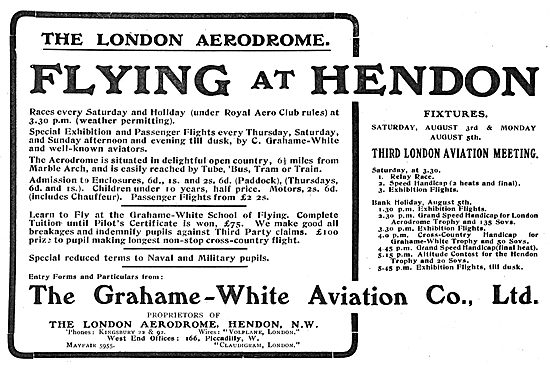 THE LONDON AERODROME.
FLYING AT HENDON
Races every Saturday and Holiday (under Royal Aero Club rules) at
3.30 p.m. (weather permitting).
Special Exhibition and Passenger Flights every Thursday, Saturday,
and Sunday afternoon and evening till dusk, by C. Grahame-White
and well-known aviators.
The Aerodrome is situated in delightful open country, 6½ miles from
Marble Arch, and is easily reached by Tube, 'Bus, Tram or Train.
Admission to Enclosures, 6d., 1s. and 2s. 6d. (Paddock), (Thursdays,
6d. and 1s.). Children under 10 years, half price. Motors, 2s. 6d.
(includes Chauffeur). Passenger Flights from £2 2s.
Learn to Fly at the Grahame-White School of Flying. Complete
Tuition until Pilot's Certificate is won, £75. We make good all
breakages and indemnify pupils against Third Party claims. £100
prize to pupil making longest non-stop cross-country flight.
Special reduced terms to Naval and Military pupils.
Entry Forms and Particulars from:
The Grahame-White Aviation Co., Ltd.
PROPRIETORS OF
THE LONDON AERODROME, HENDON, N.W.
'Phones: KINGSBURY 22 & 92. Wires: "VOLPLANE, LONDON."
West End Offices: 166, Piccadilly, W.
MAYFAIR 5955. "CLAUDIGRAM, LONDON."
FIXTURES.
SATURDAY, AUGUST 3rd & MONDAY
AUGUST 5th.
THIRD LONDON AVIATION MEETING.
Saturday, at 3.30.
1. Relay Race.
2. Speed Handicap (2 heats and final).
3. Exhibition Flights.
Bank Holiday, August 5th.
1.30 p.m. Exhibition Flights.
2.30 p.m. Grand Speed Handicap for London
Aerodrome Trophy and 135 Sovs.
3.30 p.m. Exhibition Flights.
4.0 p.m. Cross-Country Handicap for
Grahame-White Trophy and 50 Sovs.
4.45 p.m. Grand Speed Handicap (final heat).
5.15 p.m. Altitude Contest for the Hendon
Trophy and 20 Sovs.
5.45 p.m. Exhibition Flights, till dusk.